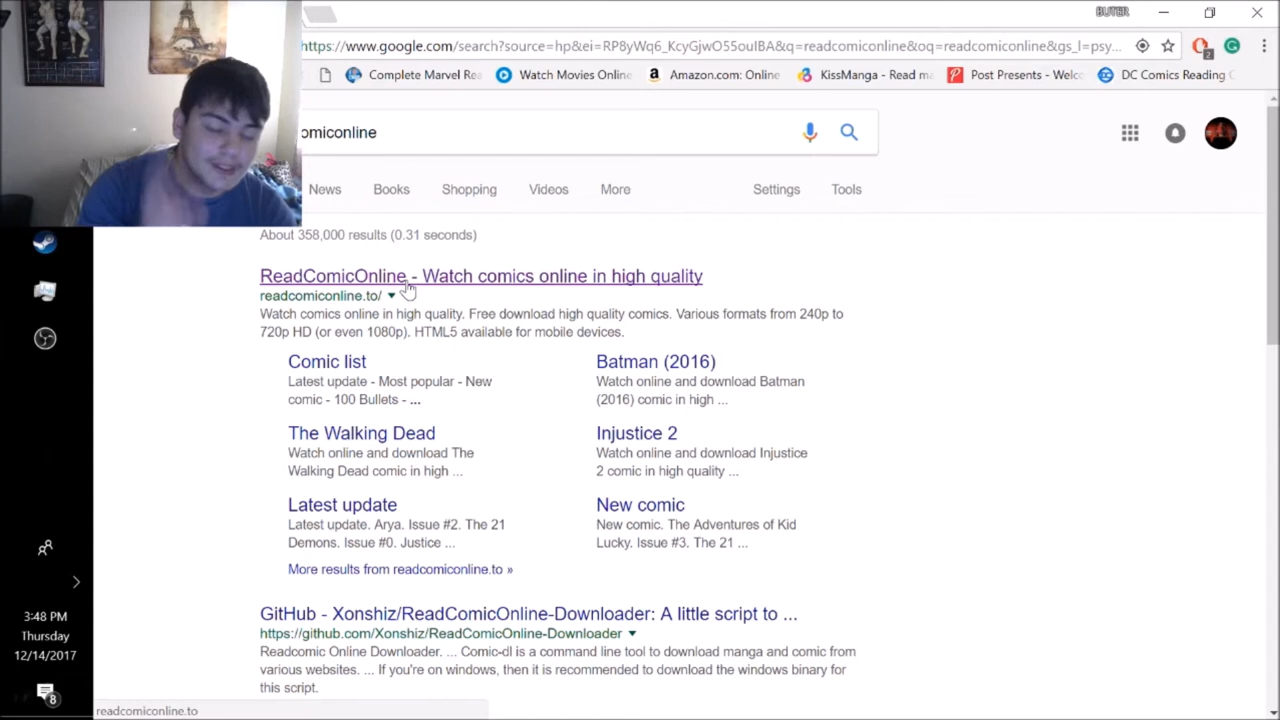 BUTER
https://www.google.com/search?source=hp&ei=RP8yWq6_KcyGjwO55ouIBA&q=readcomiconline&oq=readcomiconline&gs_l=psy...
Complete Marvel Rea Watch Movies Online Amazon.com: Online KissManga - Read ma Post Presents - Welc DC Comics Reading
2
omiconline
News Books Shopping Videos More Settings Tools
About 358,000 results (0.31 seconds)
ReadComicOnline - Watch comics online in high quality
readcomiconline.to/
Watch comics online in high quality. Free download high quality comics. Various formats from 240p to
720p HD (or even 1080p). HTML5 available for mobile devices.
Comic list
Latest update - Most popular - New
comic - 100 Bullets - ...
Batman (2016)
Watch online and download Batman
(2016) comic in high ...
The Walking Dead
Watch online and download The
Walking Dead comic in high ...
Injustice 2
Watch online and download Injustice
2 comic in high quality ...
Latest update
Latest update. Arya. Issue #2. The 21
Demons. Issue #0. Justice ...
New comic
New comic. The Adventures of Kid
Lucky. Issue #3. The 21 ...
More results from readcomiconline.to »
GitHub - Xonshiz/ReadComicOnline-Downloader: A little script to ...
https://github.com/Xonshiz/ReadComicOnline-Downloader
Readcomic Online Downloader. ... Comic-dl is a command line tool to download manga and comic from
various websites. ... If you're on windows, then it is recommended to download the windows binary for
this script.
3:48 PM
Thursday
12/14/2017
8
readcomiconline.to